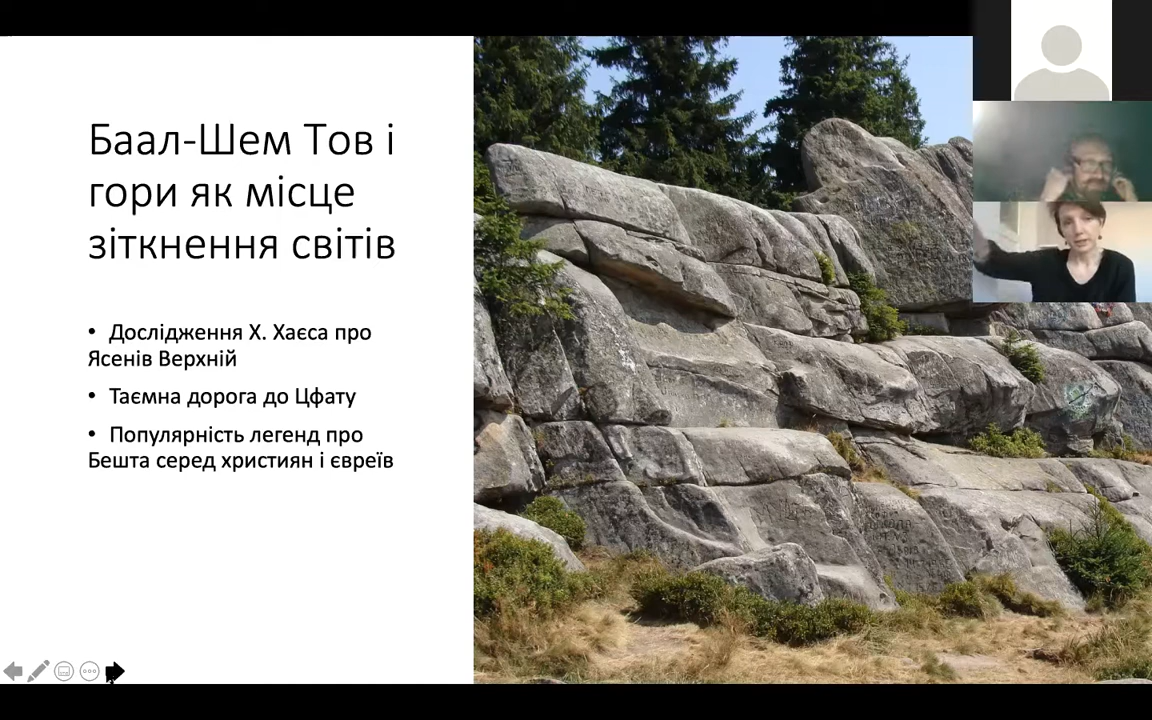 Баал-Шем Тов і
гори як місце
зіткнення світів
• Дослідження Х. Хаєса про
Ясенів Верхній
• Таємна дорога до Цфату
• Популярність легенд про
Бешта серед християн і євреїв